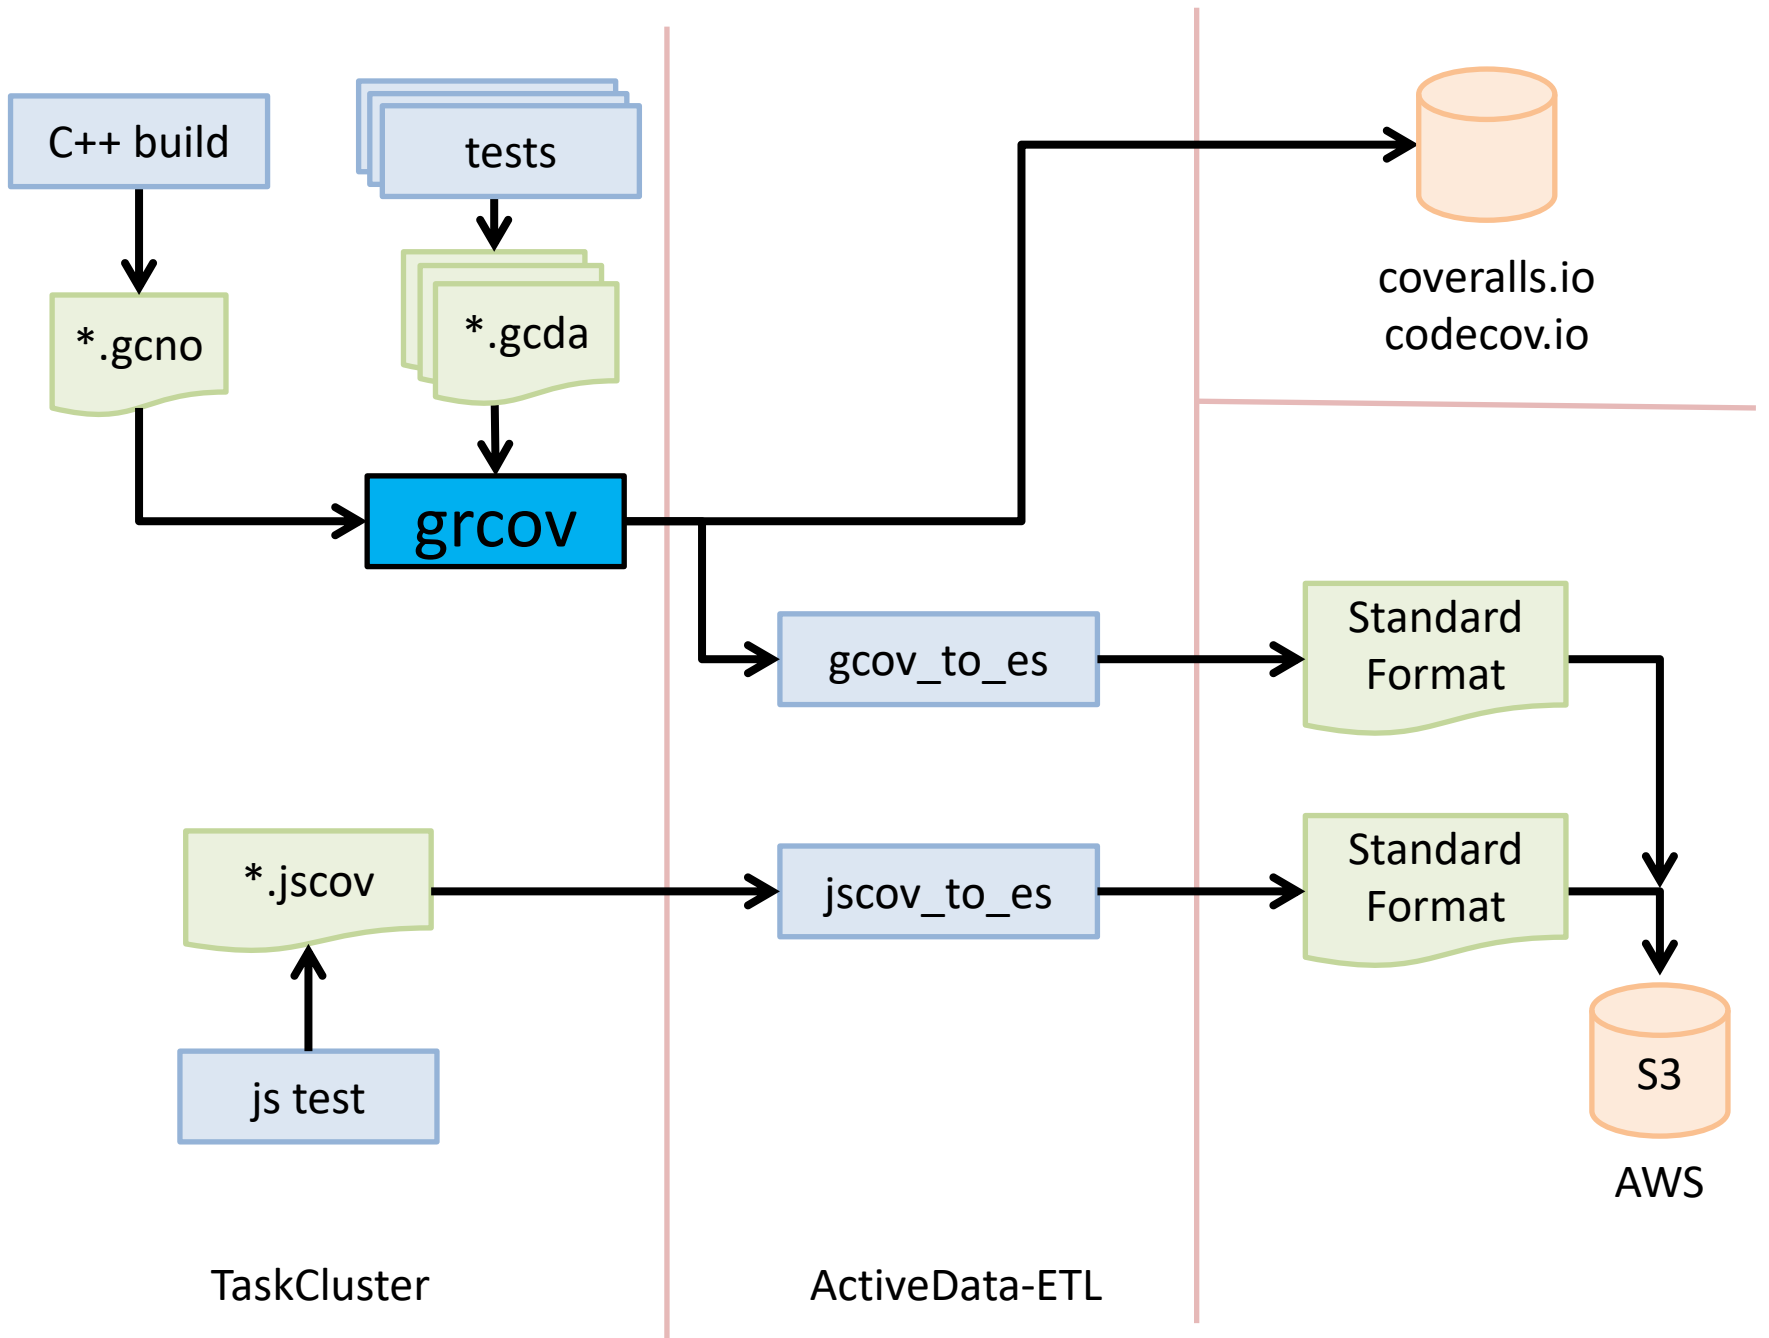 C++ build
tests
*.gcno
*.gcda
grcov
coveralls.io
codecov.io
gcov_to_es
Standard
Format
*.jscov
jscov_to_es
Standard
Format
js test
S3
AWS
TaskCluster
ActiveData-ETL